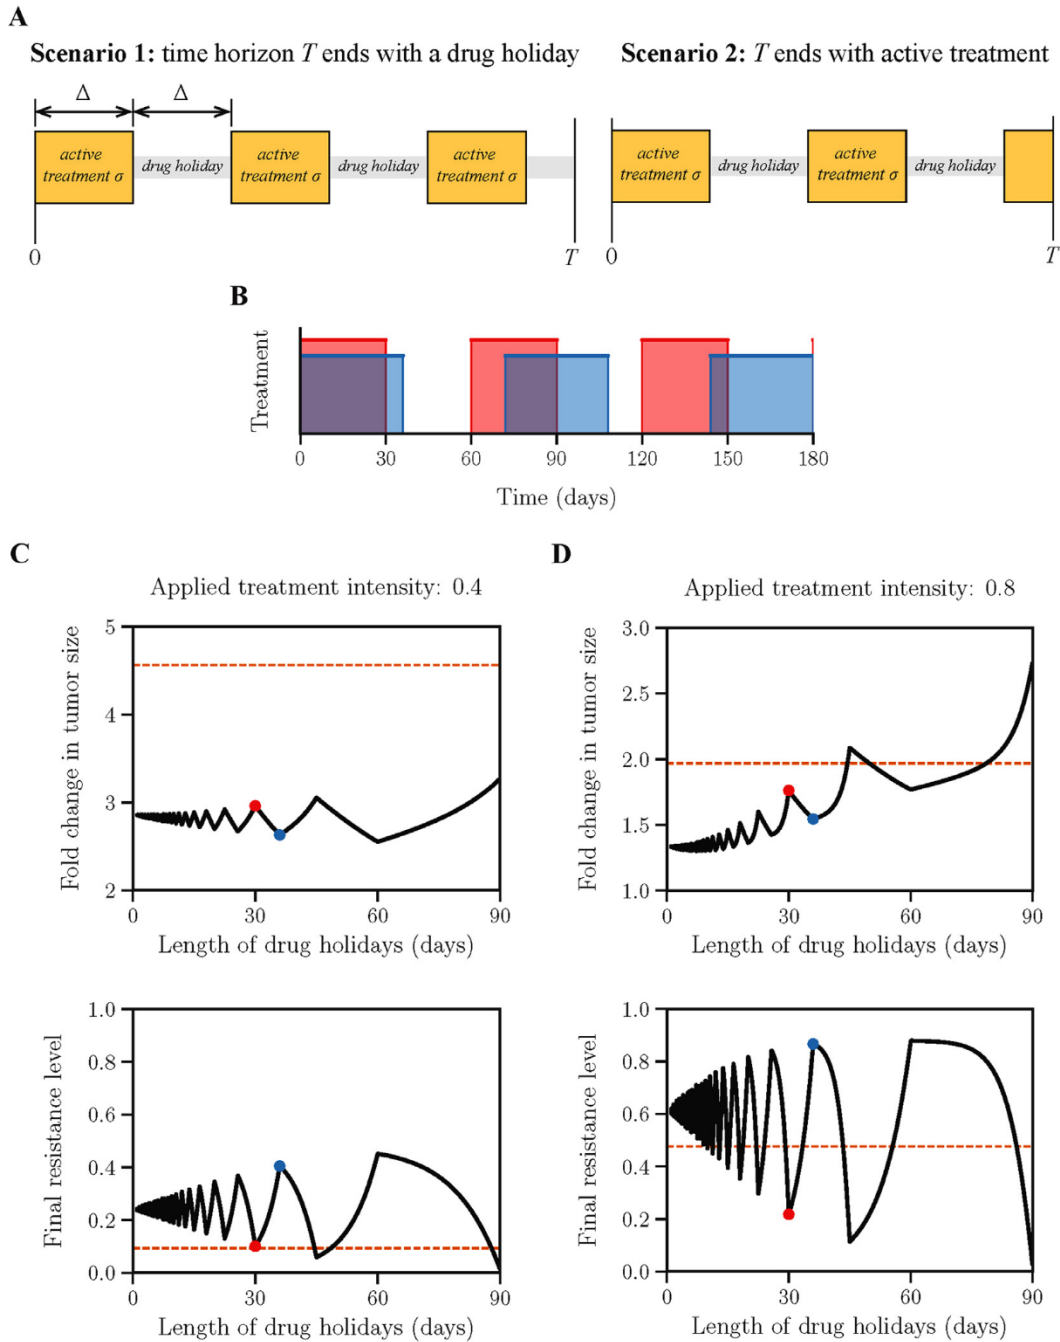 A
Scenario 1: time horizon T ends with a drug holiday
Scenario 2: T ends with active treatment
Δ Δ
active treatment σ
drug holiday
active treatment σ
drug holiday
active treatment σ
0 T
active treatment σ
drug holiday
active treatment σ
drug holiday
0 T
B
Treatment
0 30 60 90 120 150 180
Time (days)
C
Applied treatment intensity: 0.4
Fold change in tumor size
5
4
3
2
0 30 60 90
Length of drug holidays (days)
D
Applied treatment intensity: 0.8
Fold change in tumor size
3.0
2.5
2.0
1.5
1.0
0 30 60 90
Length of drug holidays (days)
Final resistance level
1.0
0.8
0.6
0.4
0.2
0.0
0 30 60 90
Length of drug holidays (days)
Final resistance level
1.0
0.8
0.6
0.4
0.2
0.0
0 30 60 90
Length of drug holidays (days)